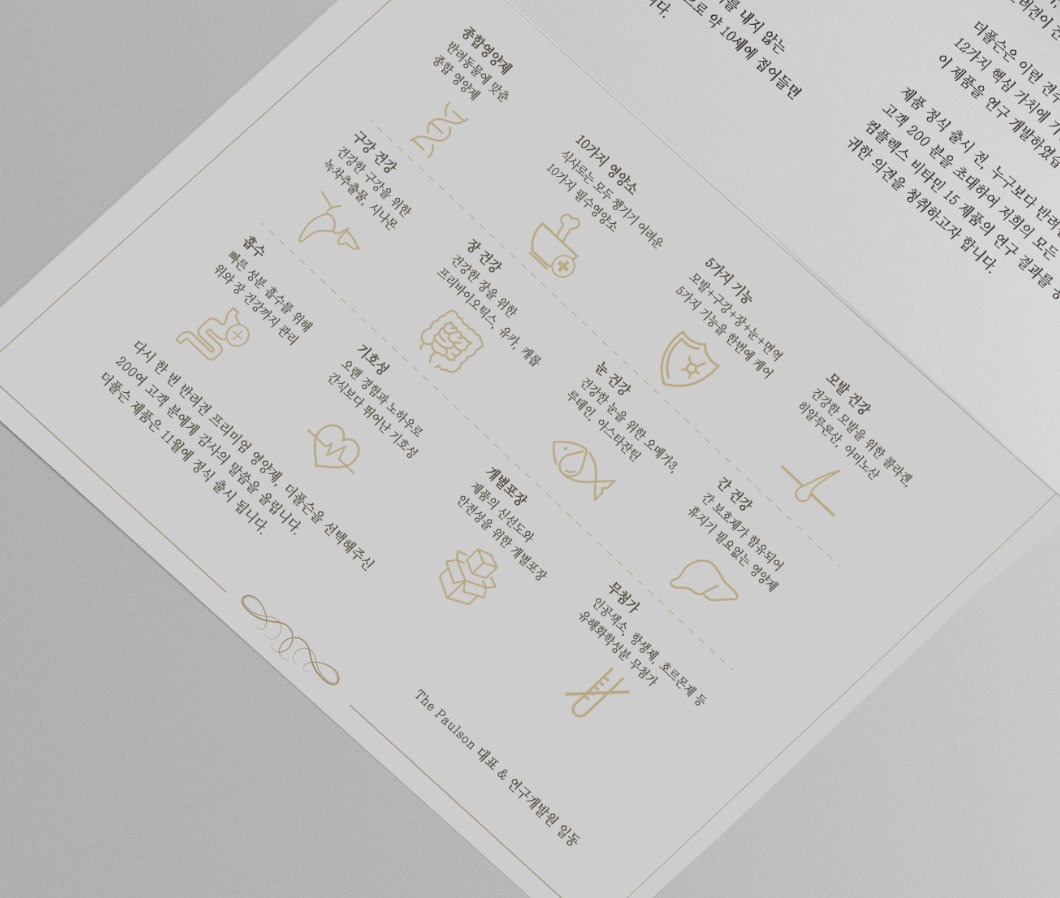 를 내지 않는
으로 약 10세에 접어들면
니다.
더폴슨은 이런 전
12가지 핵심 가치에
이 제품을 연구 개발하였
제품 정식 출시 전, 누구보다 반려
고객 200 분을 초대하여 저희의 모든
컴플렉스 비타민 15 제품의 연구 결과를
귀한 의견을 청취하고자 합니다.
종합영양제
반려동물에 맞춘
종합 영양제
10가지 영양소
식사로는 모두 챙기기 어려운
10가지 필수영양소
5가지 기능
모발+구강+장+눈+면역
5가지 기능을 한번에 케어
모발 건강
건강한 모발을 위한 콜라겐,
히알루론산, 아미노산
구강 건강
건강한 구강을 위한
녹차추출물, 시나몬
장 건강
건강한 장을 위한
프리바이오틱스, 유카, 캐롭
눈 건강
건강한 눈을 위한 오메가3,
루테인, 아스타잔틴
간 건강
간 보호제가 함유되어
휴지기 필요없는 영양제
흡수
빠른 성분 흡수를 위해
위와 장 건강까지 관리
기호성
오랜 경험과 노하우로
간식보다 뛰어난 기호성
개별포장
제품의 신선도와
안전성을 위한 개별포장
무첨가
인공색소, 항생제, 호르몬제 등
유해화학성분 무첨가
다시 한 번 반려견 프리미엄 영양제, 더폴슨을 선택해주신
200여 고객 분에게 감사의 말씀을 올립니다.
더폴슨 제품은 11월에 정식 출시 됩니다.
The Paulson 대표 & 연구개발원 일동